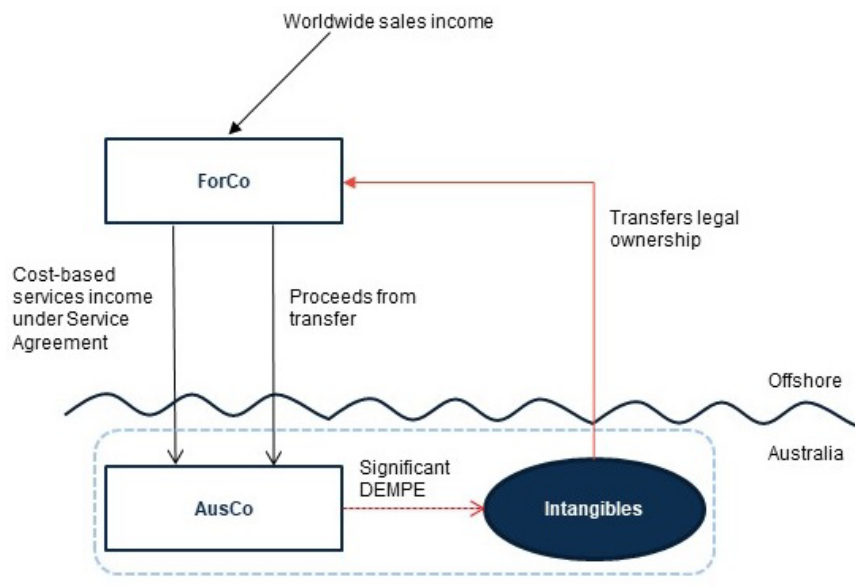 Worldwide sales income
ForCo
Transfers legal
ownership
Cost-based
services income
under Service
Agreement
Proceeds from
transfer
Offshore
Australia
Significant
DEMPE
AusCo
Intangibles